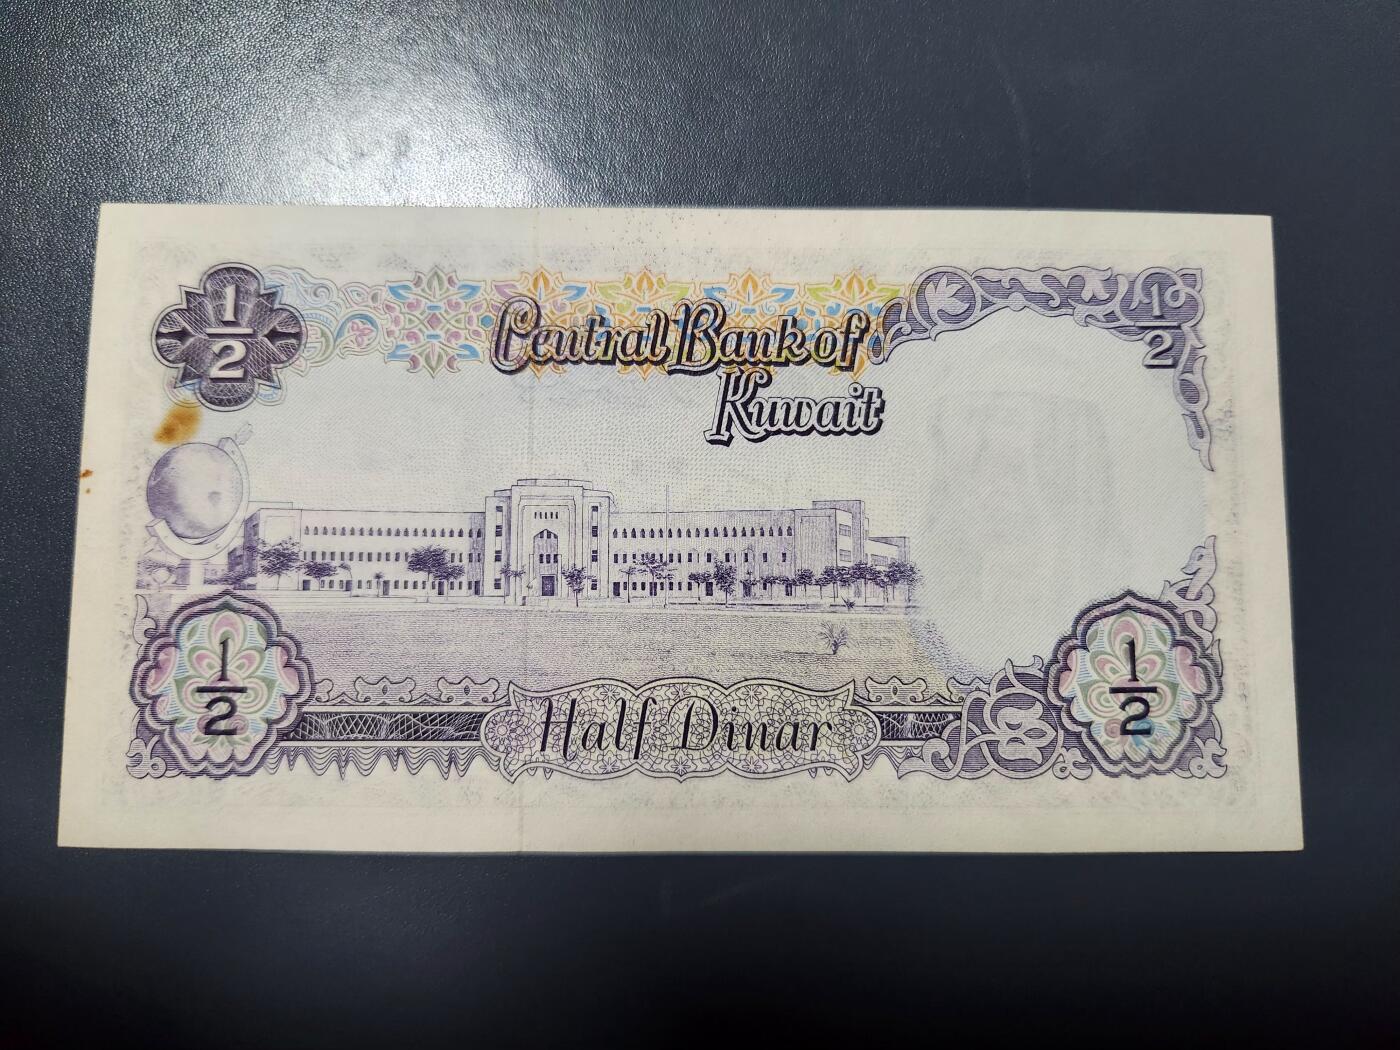 1/2
Central Bank of
Kuwait
1/2
1/2
Half Dinar
1/2